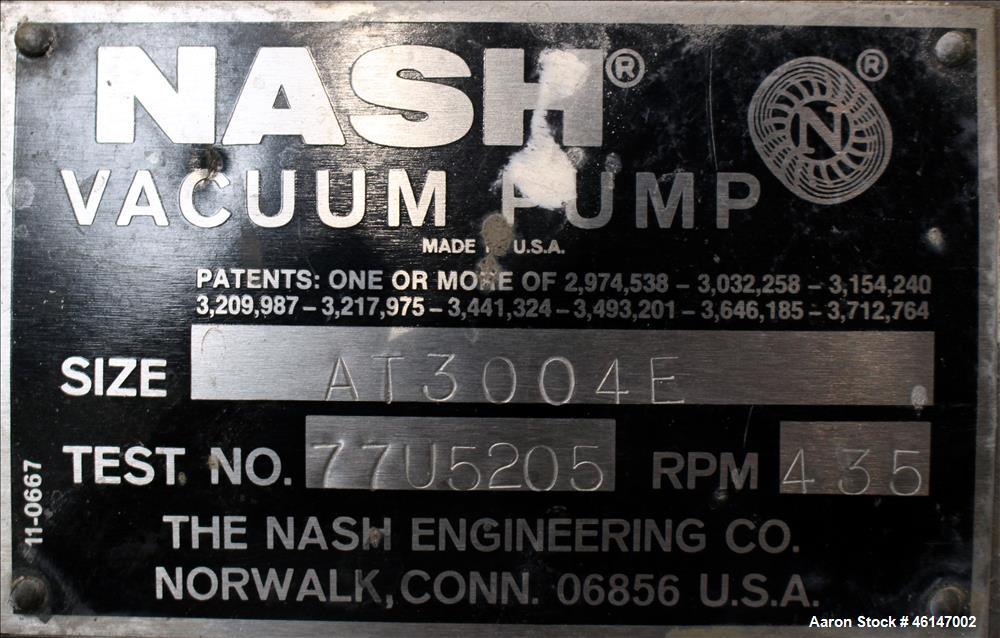 NASH®
N ®
VACUUM PUMP
MADE U.S.A.
PATENTS: ONE OR MORE OF 2,974,538 – 3,032,258 – 3,154,240
3,209,987 – 3,217,975 – 3,441,324 – 3,493,201 – 3,646,185 – 3,712,764
SIZE AT3004E
TEST NO. 77U5205 RPM 435
11-0667
THE NASH ENGINEERING CO.
NORWALK, CONN. 06856 U.S.A.
Aaron Stock # 46147002